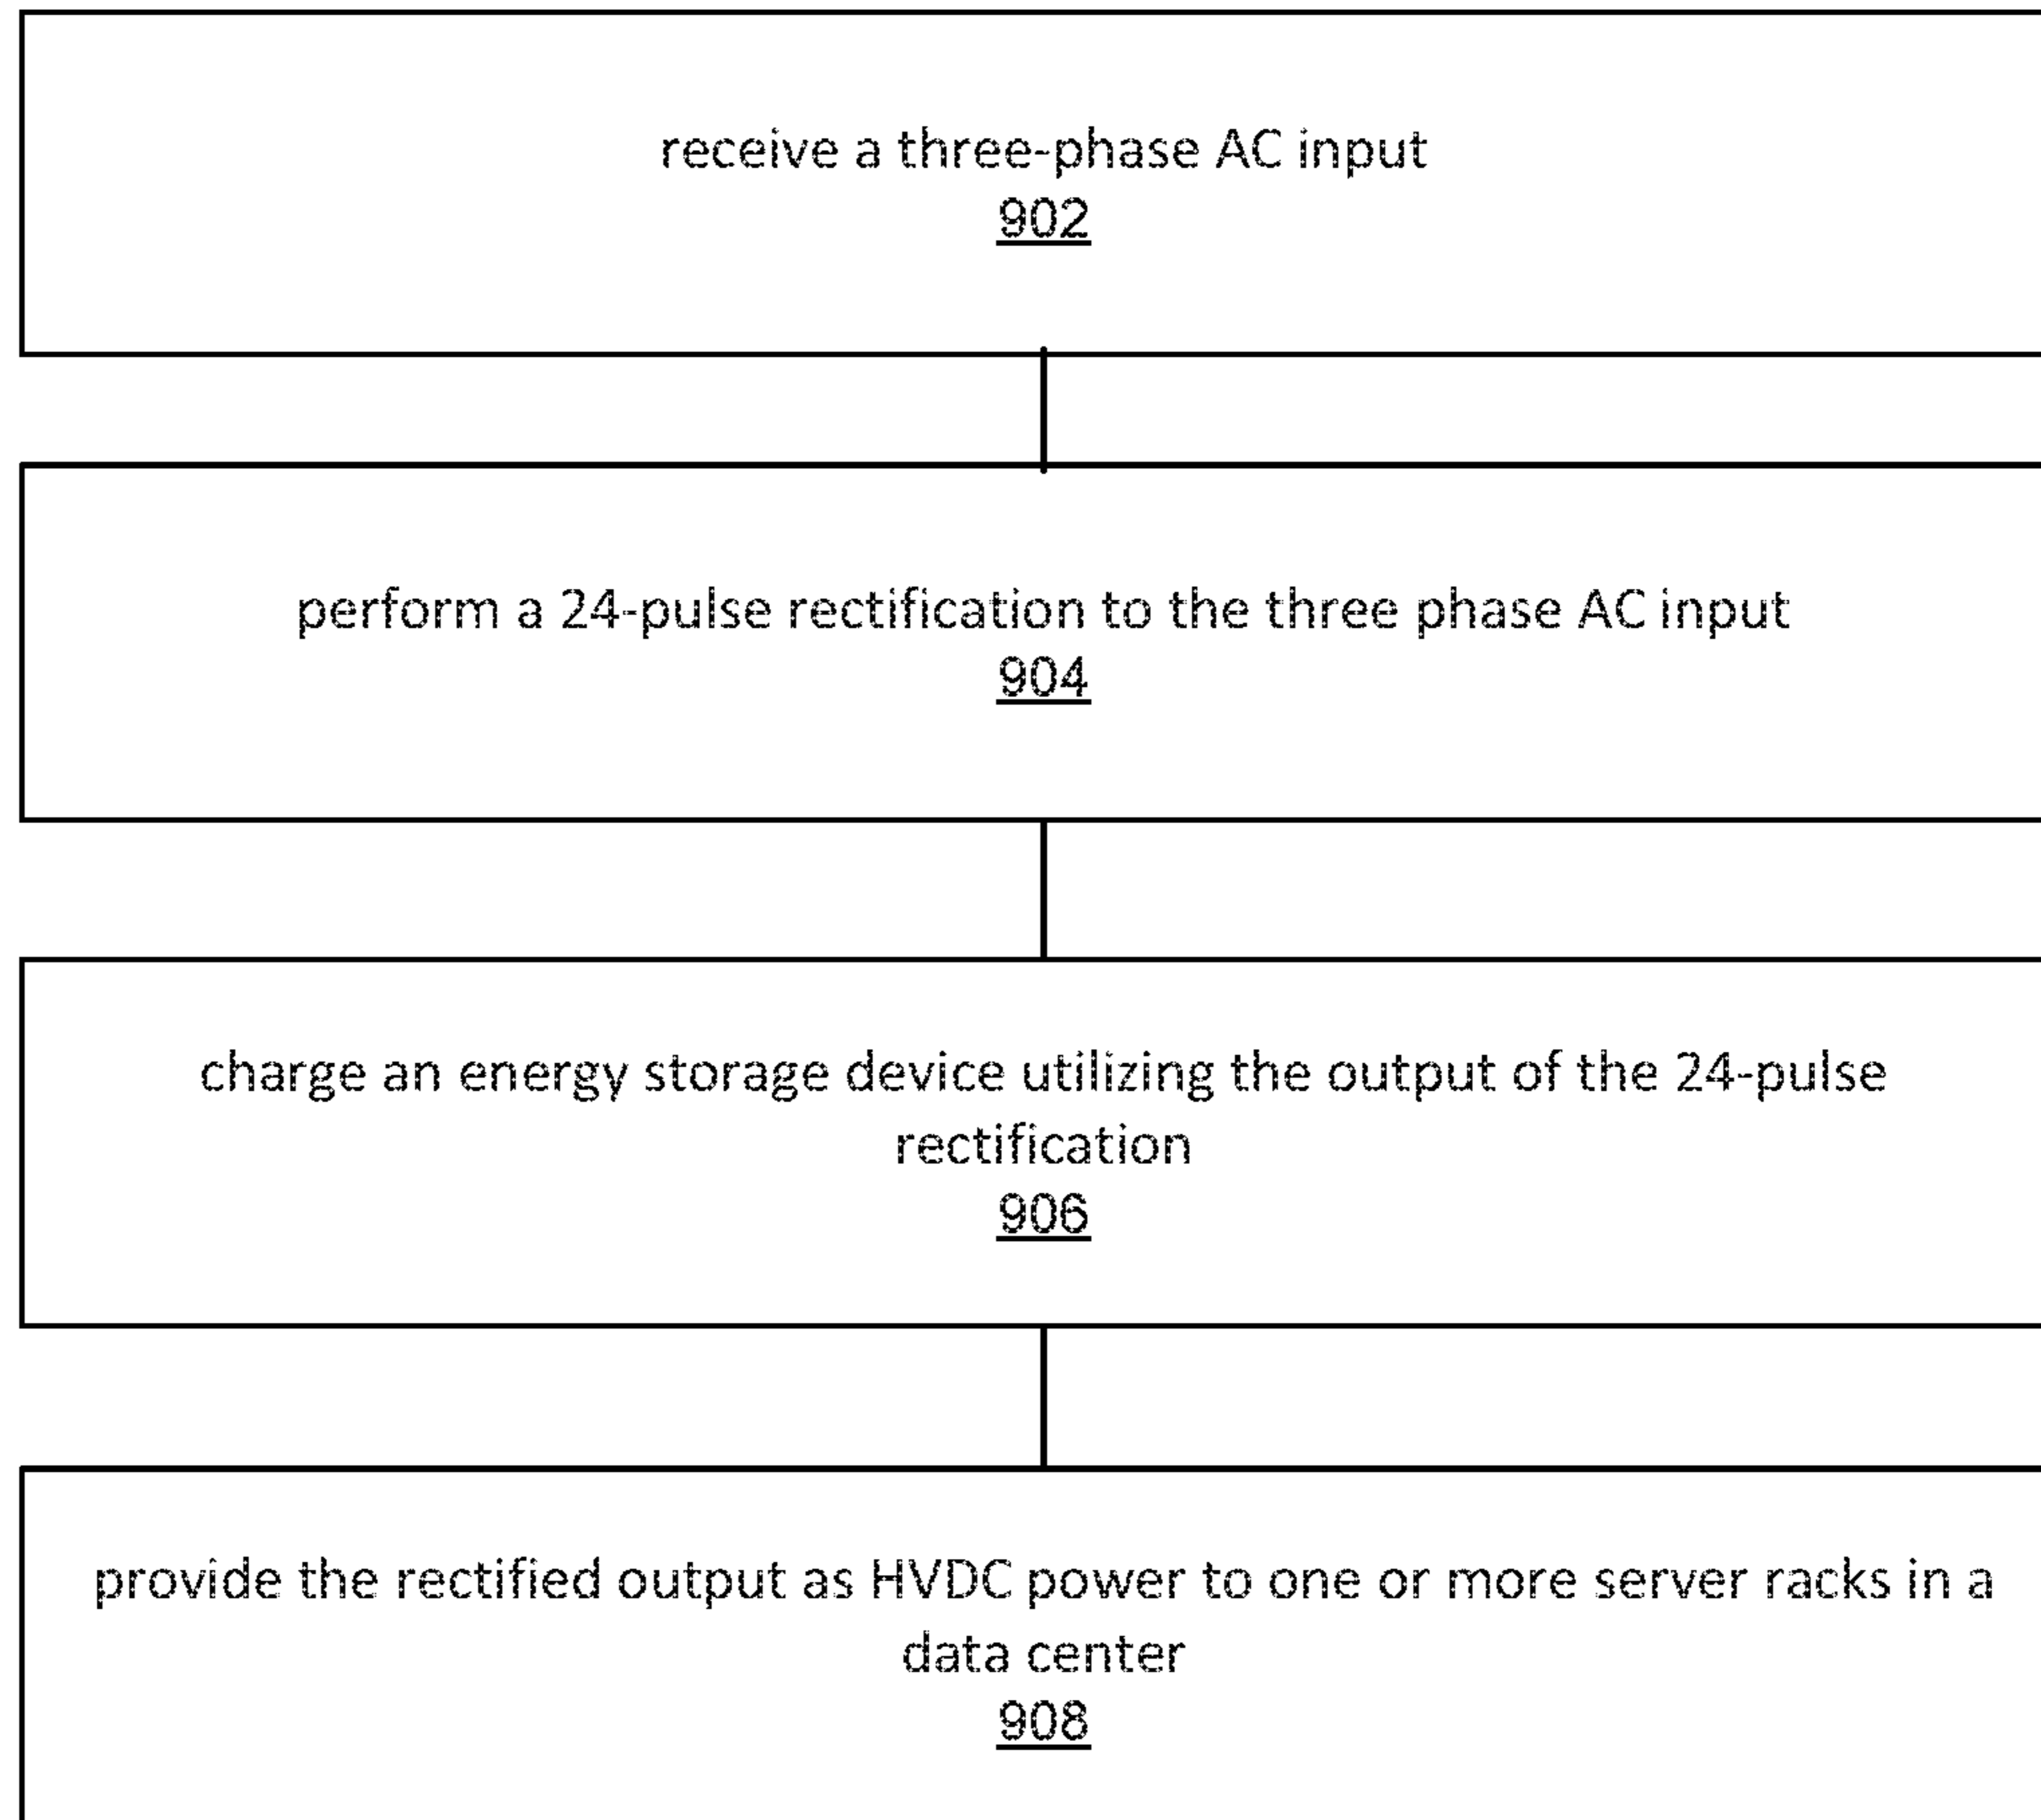 receive a three-phase AC input
902
perform a 24-pulse rectification to the three phase AC input
904
charge an energy storage device utilizing the output of the 24-pulse
rectification
906
provide the rectified output as HVDC power to one or more server racks in a
data center
908